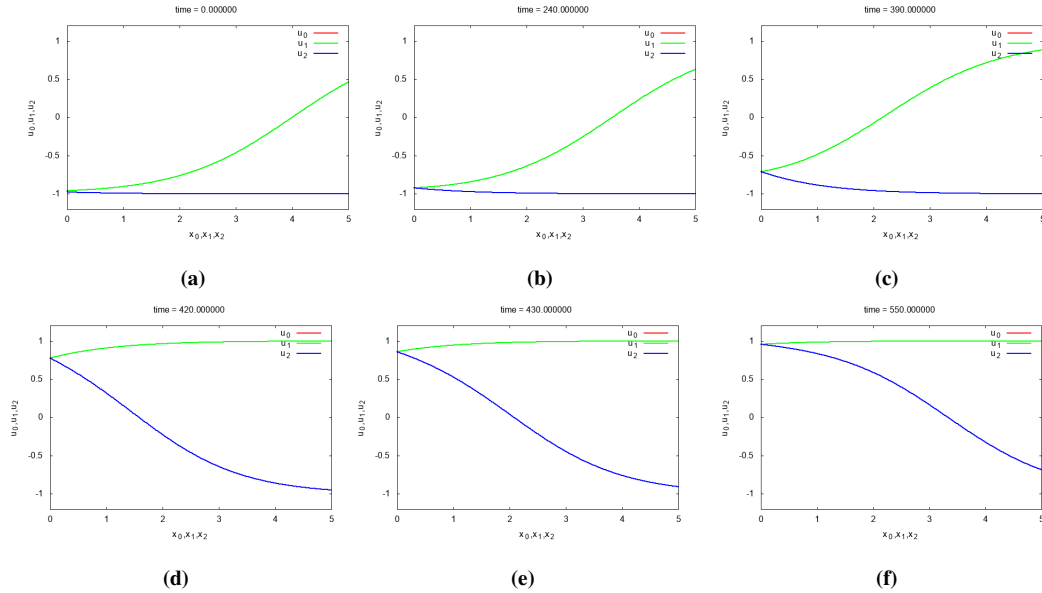 time = 0.000000
u0
u1
u2
1
0.5
0
-0.5
-1
u0,u1,u2
0 1 2 3 4 5
x0,x1,x2
(a)
time = 240.000000
u0
u1
u2
1
0.5
0
-0.5
-1
u0,u1,u2
0 1 2 3 4 5
x0,x1,x2
(b)
time = 390.000000
u0
u1
u2
1
0.5
0
-0.5
-1
u0,u1,u2
0 1 2 3 4 5
x0,x1,x2
(c)
time = 420.000000
u0
u1
u2
1
0.5
0
-0.5
-1
u0,u1,u2
0 1 2 3 4 5
x0,x1,x2
(d)
time = 430.000000
u0
u1
u2
1
0.5
0
-0.5
-1
u0,u1,u2
0 1 2 3 4 5
x0,x1,x2
(e)
time = 550.000000
u0
u1
u2
1
0.5
0
-0.5
-1
u0,u1,u2
0 1 2 3 4 5
x0,x1,x2
(f)